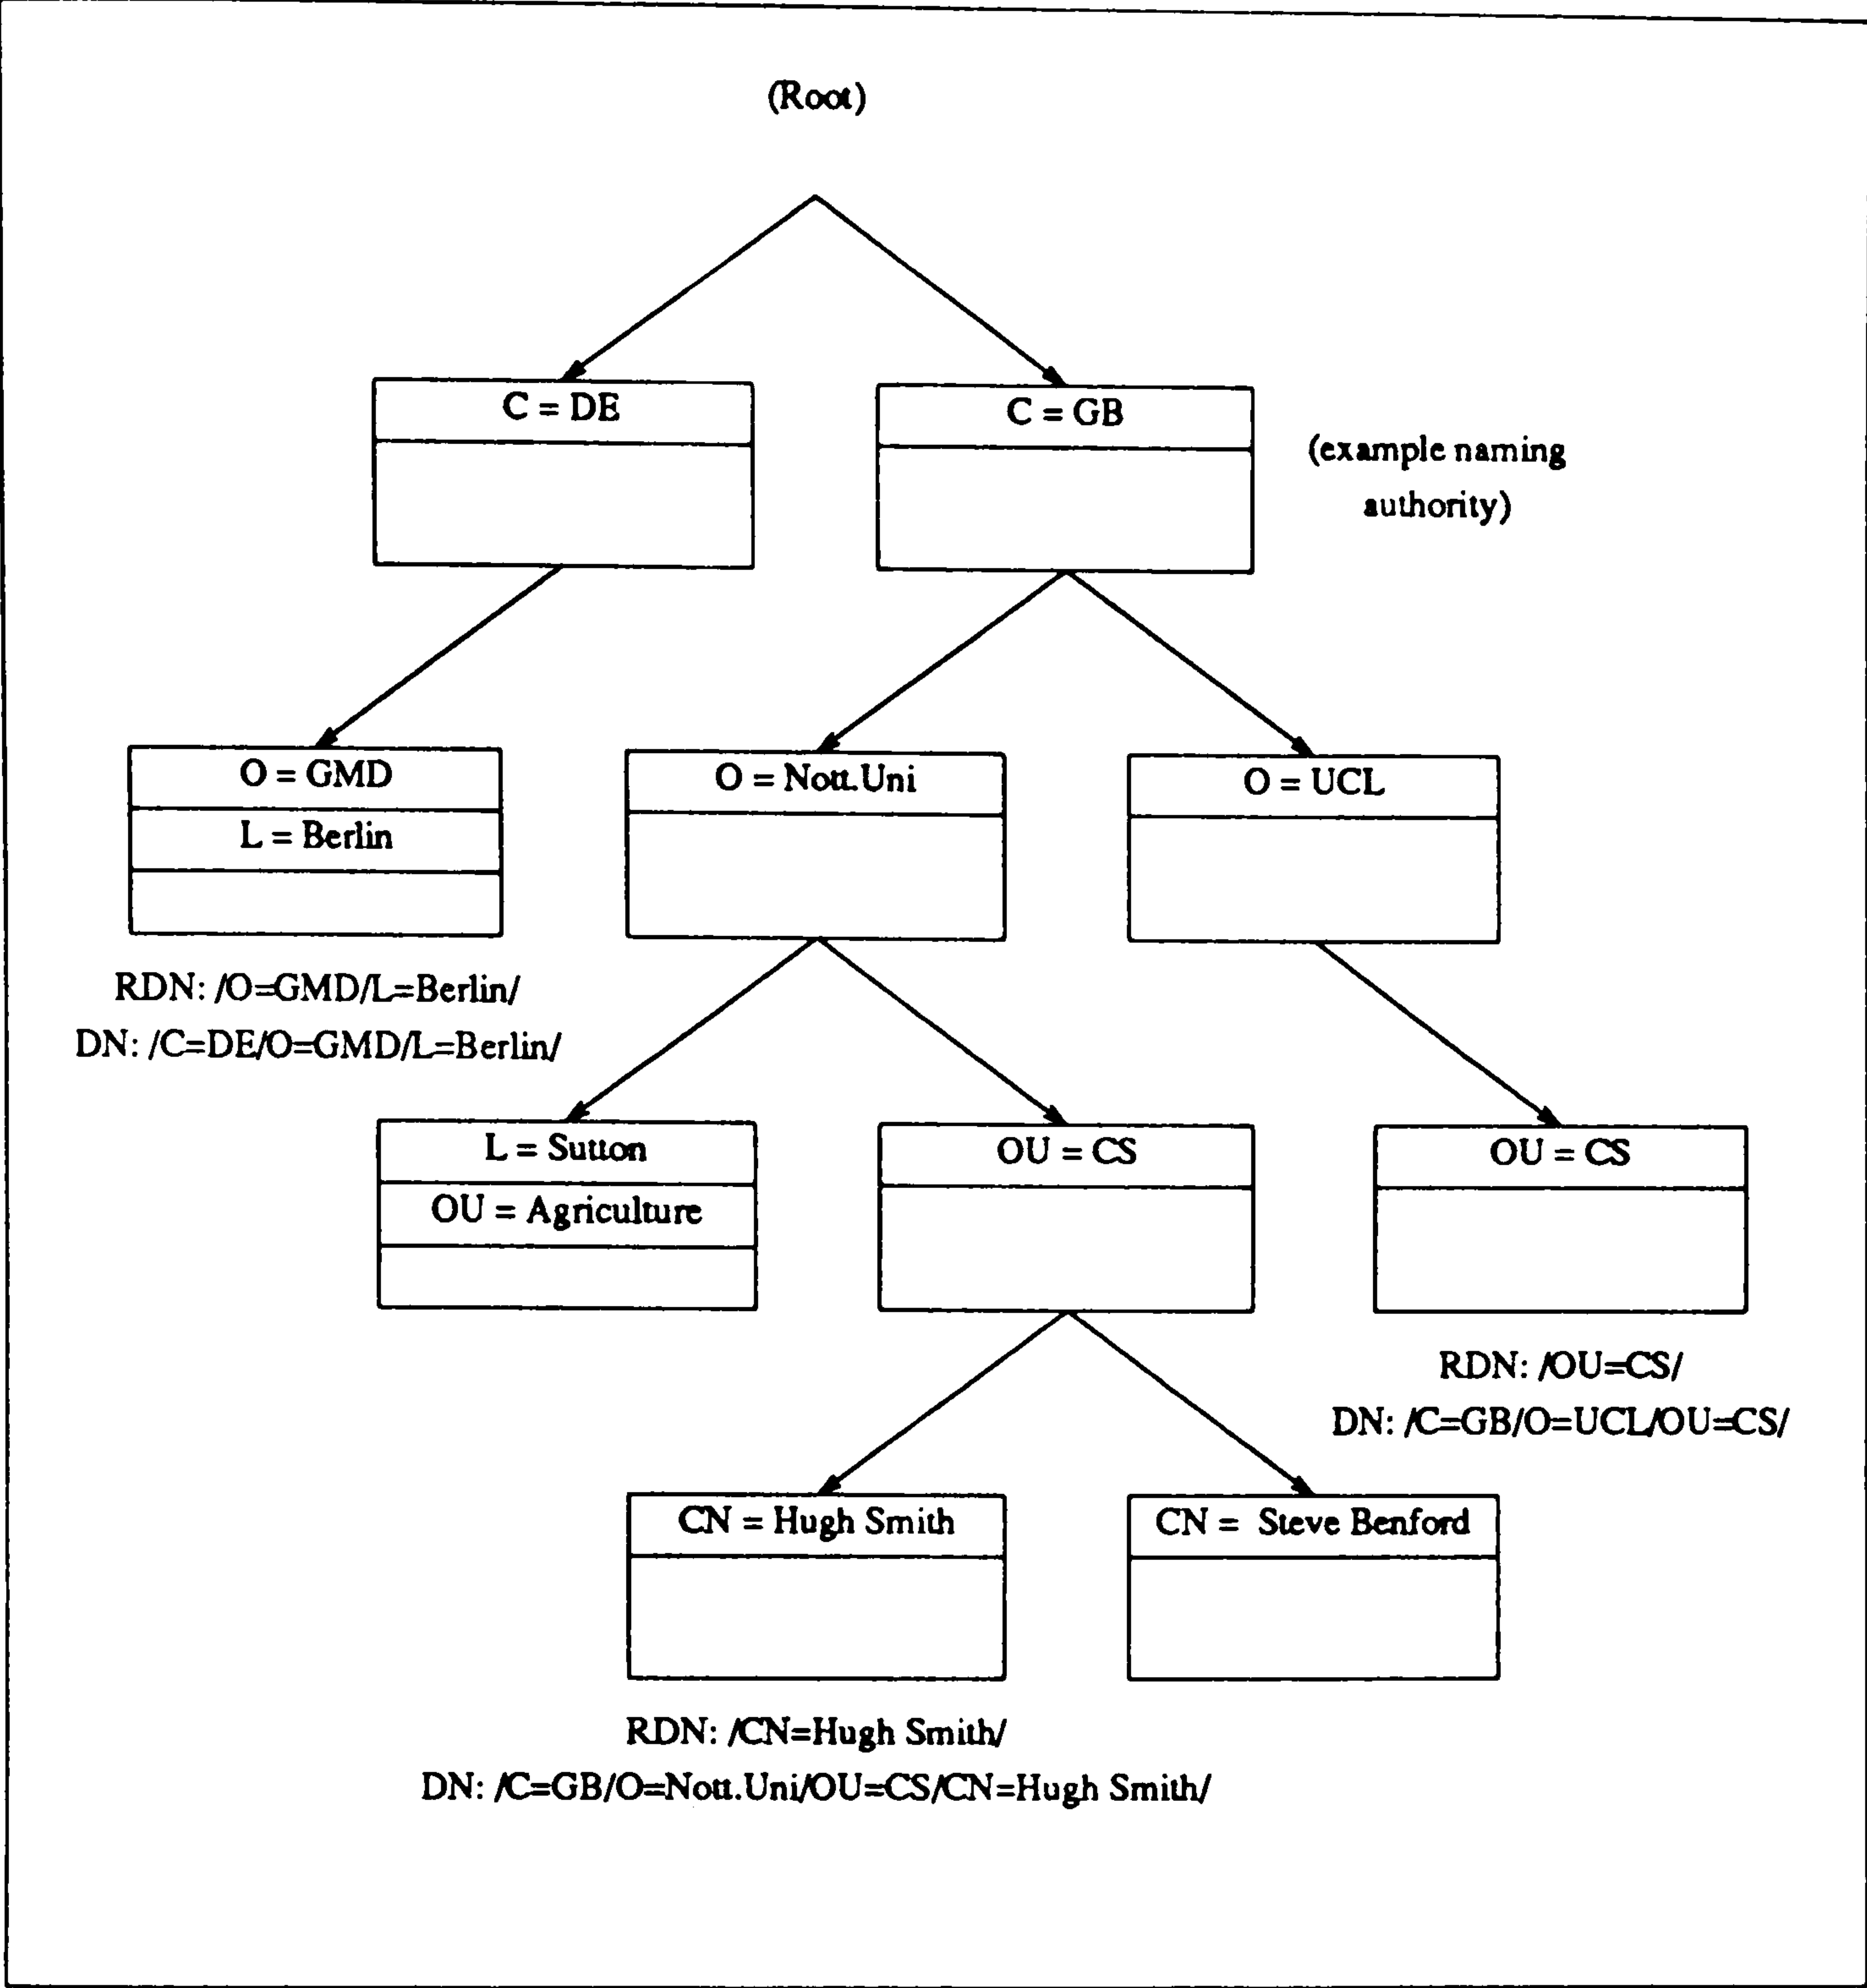 (Root)
C = DE
C = GB
(example naming
authority)
O = GMD
L = Berlin
O = Nott.Uni
O = UCL
RDN: /O=GMD/L=Berlin/
DN: /C=DE/O=GMD/L=Berlin/
L = Sutton
OU = Agriculture
OU = CS
OU = CS
RDN: /OU=CS/
DN: /C=GB/O=UCL/OU=CS/
CN = Hugh Smith
CN = Steve Benford
RDN: /CN=Hugh Smith/
DN: /C=GB/O=Nott.Uni/OU=CS/CN=Hugh Smith/